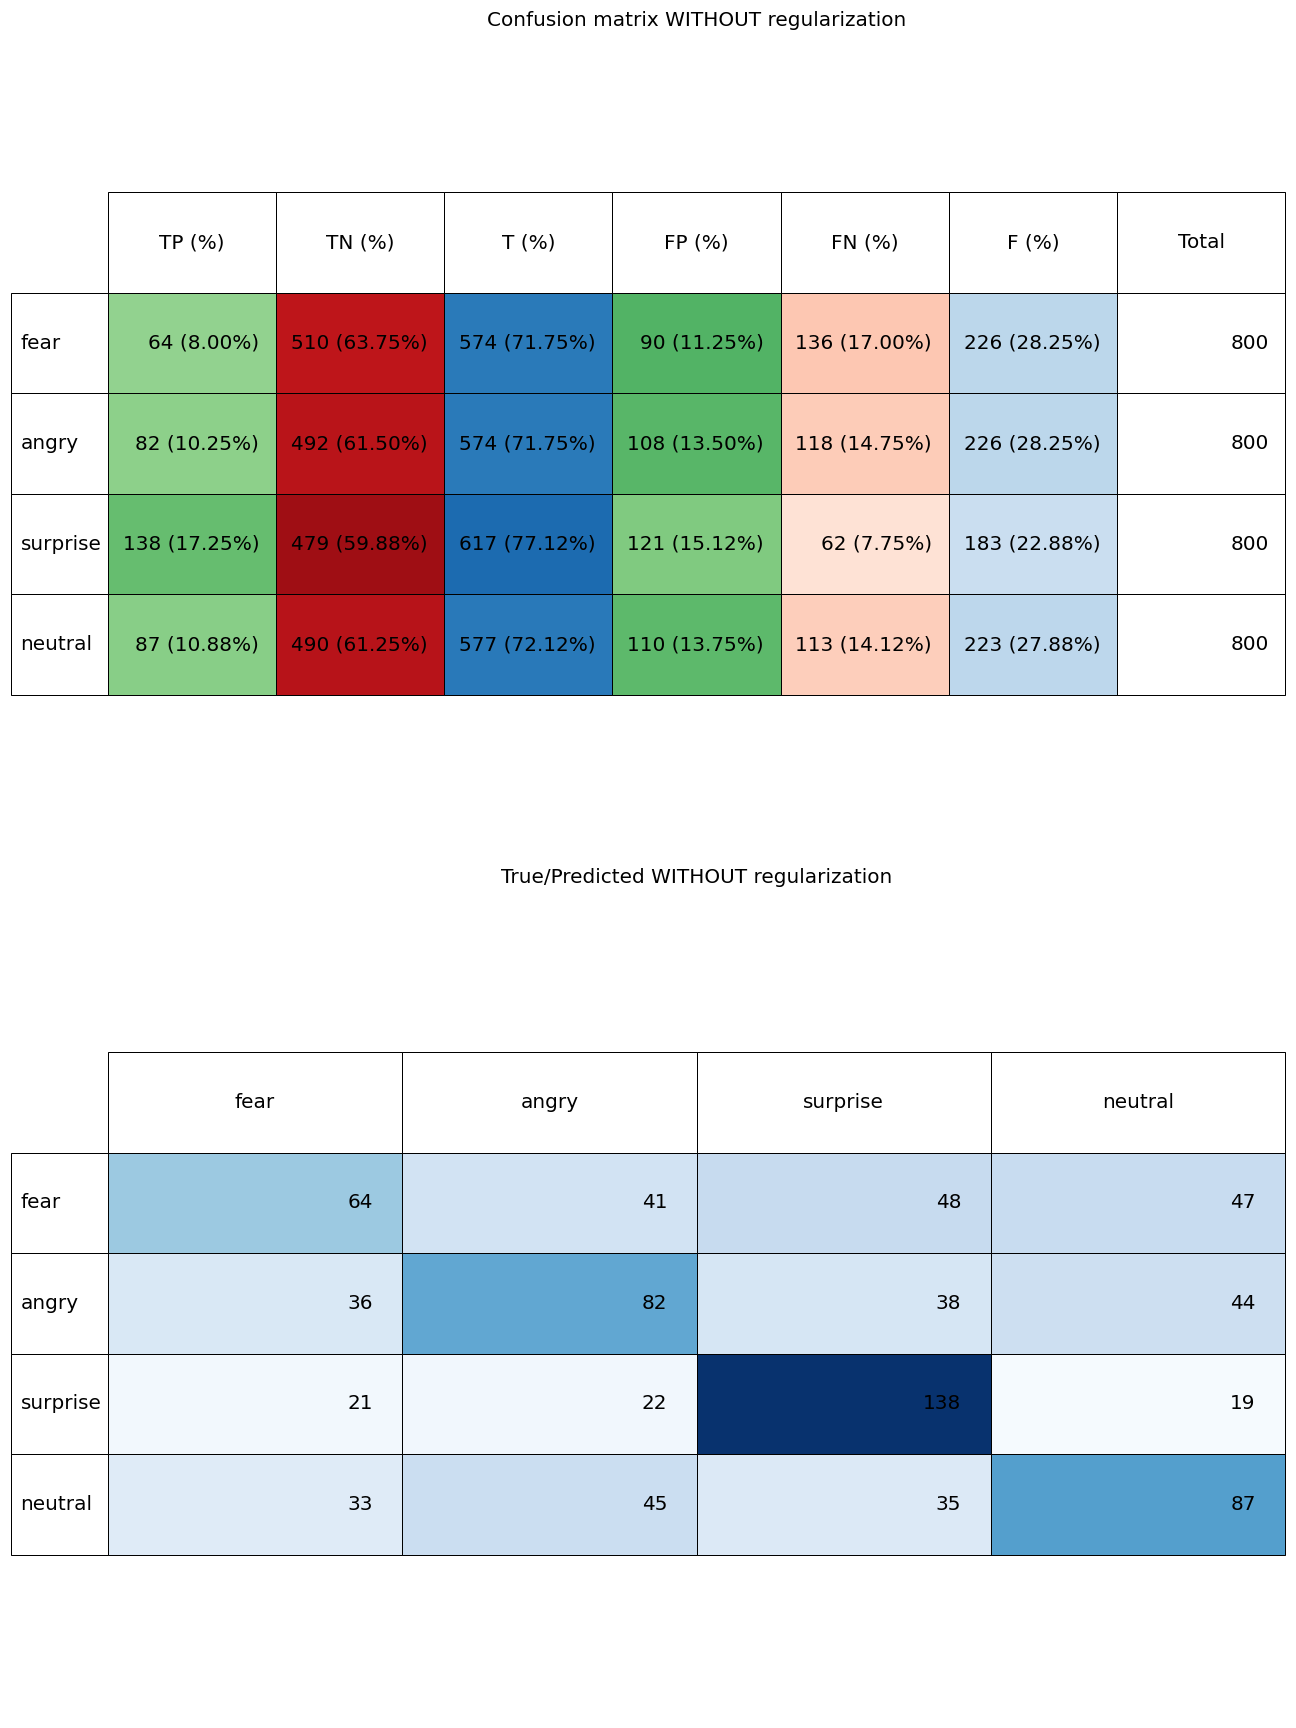 Confusion matrix WITHOUT regularization
TP (%) TN (%) T (%) FP (%) FN (%) F (%) Total
fear 64 (8.00%) 510 (63.75%) 574 (71.75%) 90 (11.25%) 136 (17.00%) 226 (28.25%) 800
angry 82 (10.25%) 492 (61.50%) 574 (71.75%) 108 (13.50%) 118 (14.75%) 226 (28.25%) 800
surprise 138 (17.25%) 479 (59.88%) 617 (77.12%) 121 (15.12%) 62 (7.75%) 183 (22.88%) 800
neutral 87 (10.88%) 490 (61.25%) 577 (72.12%) 110 (13.75%) 113 (14.12%) 223 (27.88%) 800
True/Predicted WITHOUT regularization
fear angry surprise neutral
fear 64 41 48 47
angry 36 82 38 44
surprise 21 22 138 19
neutral 33 45 35 87